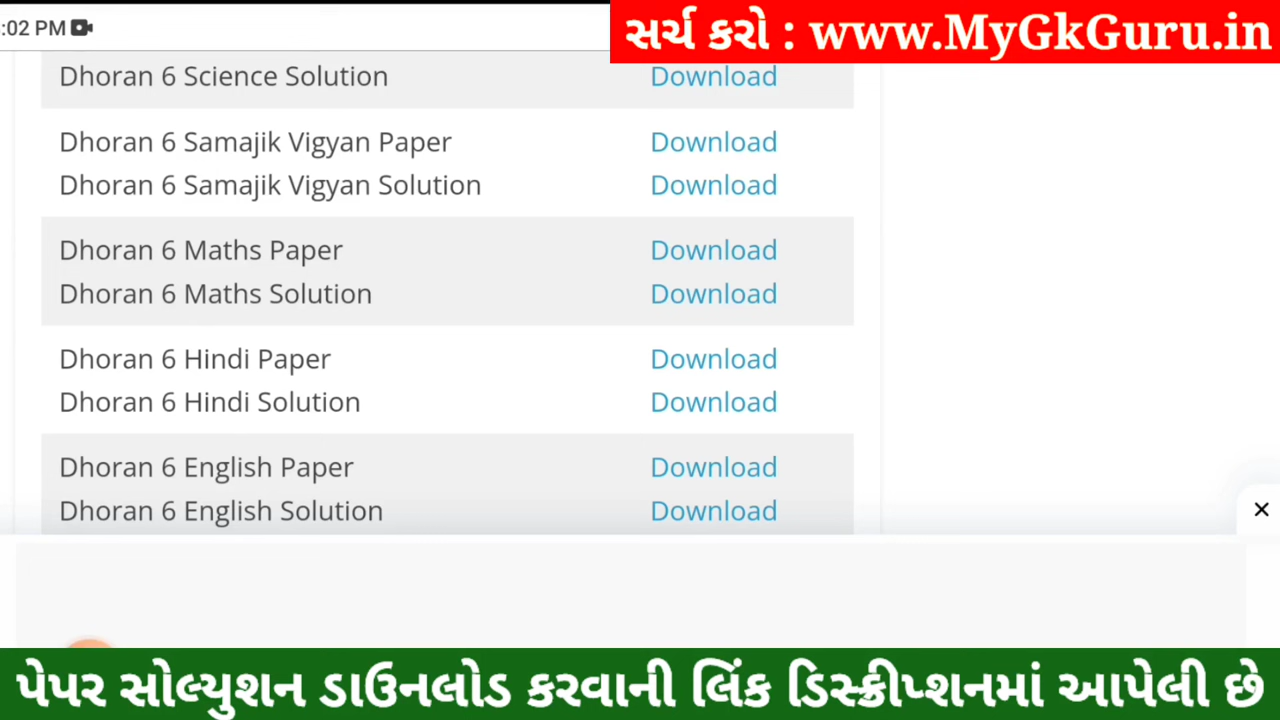 :02 PM
સર્ચ કરો : www.MyGkGuru.in
Dhoran 6 Science Solution Download
Dhoran 6 Samajik Vigyan Paper Download
Dhoran 6 Samajik Vigyan Solution Download
Dhoran 6 Maths Paper Download
Dhoran 6 Maths Solution Download
Dhoran 6 Hindi Paper Download
Dhoran 6 Hindi Solution Download
Dhoran 6 English Paper Download
Dhoran 6 English Solution Download
પેપર સોલ્યુશન ડાઉનલોડ કરવાની લિંક ડિસ્ક્રીપ્શનમાં આપેલી છે